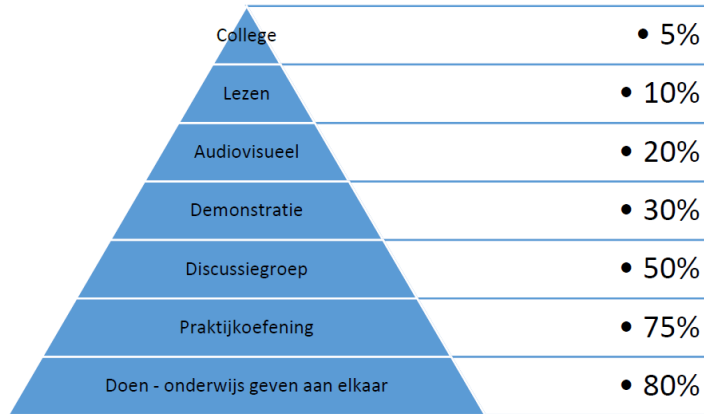 College
• 5%
Lezen
• 10%
Audiovisueel
• 20%
Demonstratie
• 30%
Discussiegroep
• 50%
Praktijkoefening
• 75%
Doen - onderwijs geven aan elkaar
• 80%